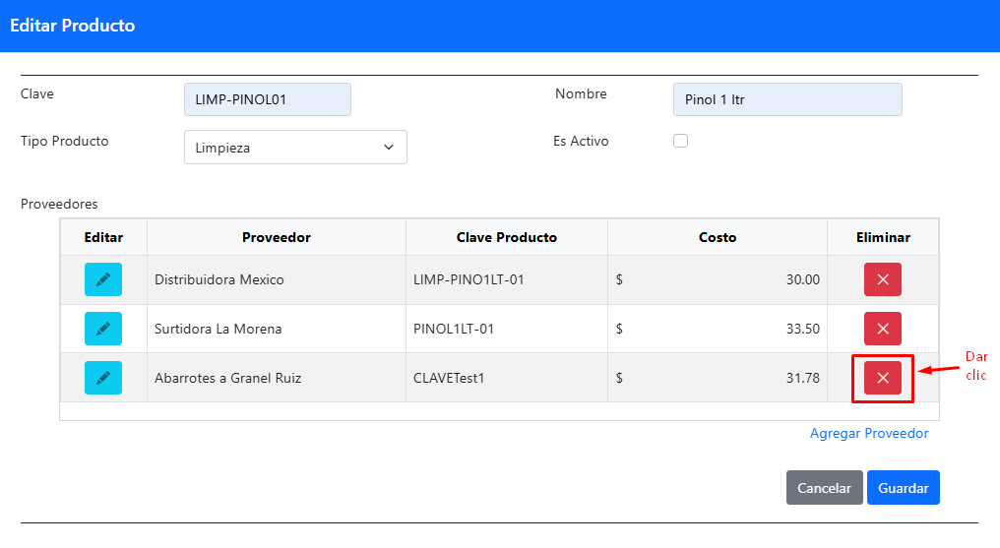 Editar Producto
Clave LIMP-PINOL01 Nombre Pinol 1 ltr
Tipo Producto Limpieza Es Activo
Proveedores
Editar Proveedor Clave Producto Costo Eliminar
Distribuidora Mexico LIMP-PINO1LT-01 $ 30.00
Surtidora La Morena PINOL1LT-01 $ 33.50
Abarrotes a Granel Ruiz CLAVETest1 $ 31.78
Dar
clic
Agregar Proveedor
Cancelar Guardar